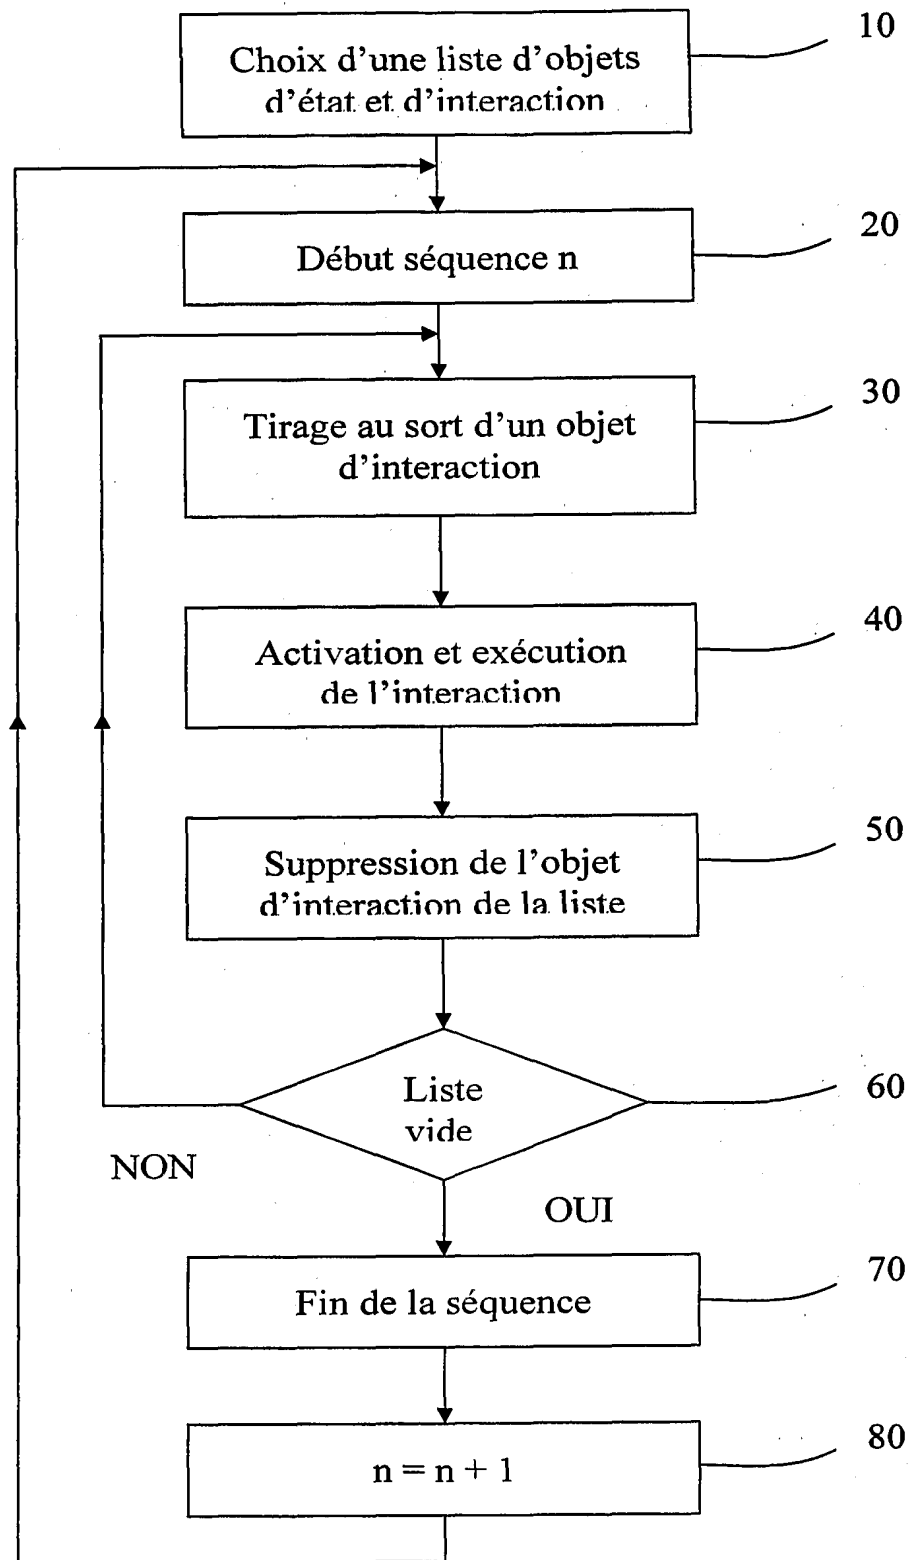 10
Choix d'une liste d'objets
d'état et d'interaction
20
Début séquence n
30
Tirage au sort d'un objet
d'interaction
40
Activation et exécution
de l'interaction
50
Suppression de l'objet
d'interaction de la liste
60
Liste
vide
NON
OUI
70
Fin de la séquence
80
n = n + 1